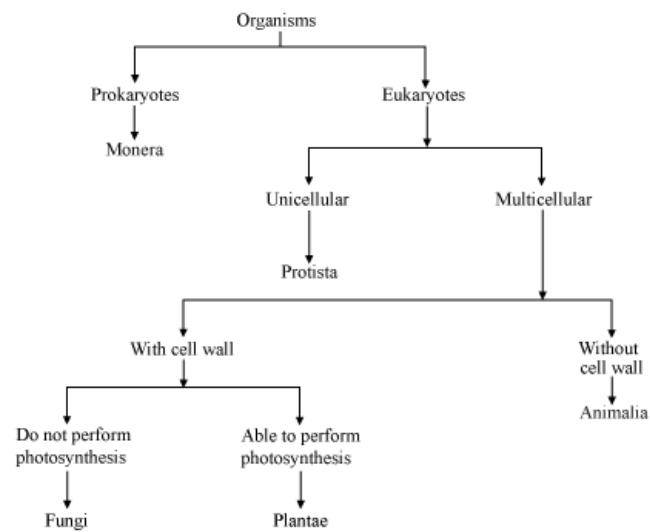 Organisms
Prokaryotes
Eukaryotes
Monera
Unicellular
Multicellular
Protista
With cell wall
Without
cell wall
Animalia
Do not perform
photosynthesis
Able to perform
photosynthesis
Fungi
Plantae